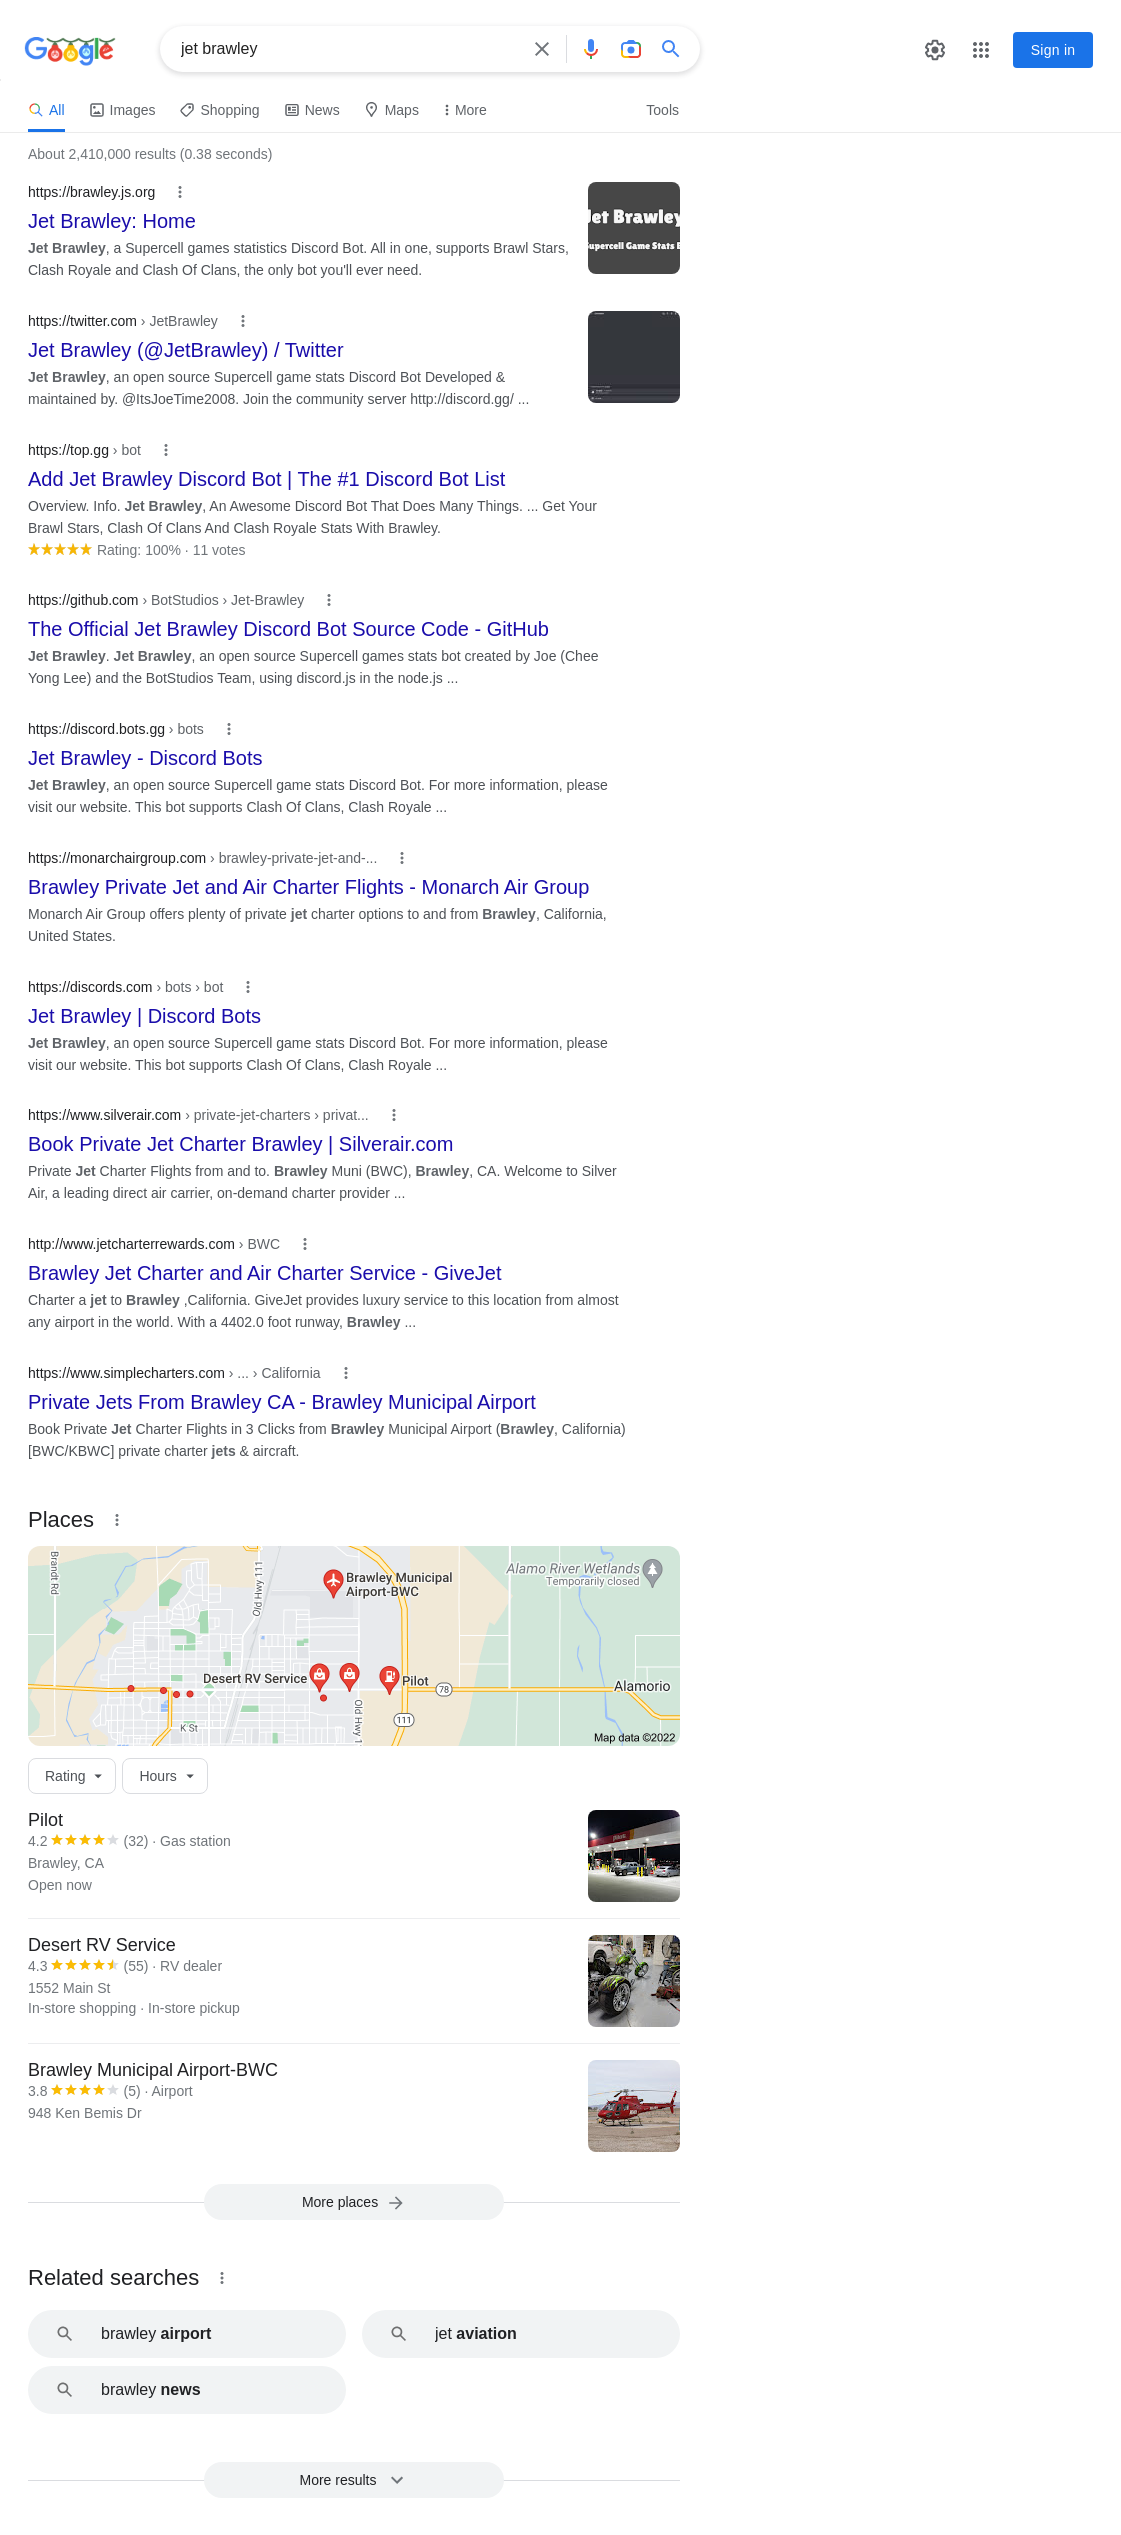 Google
jet brawley
Sign in
All
Images
Shopping
News
Maps
More
Tools
About 2,410,000 results (0.38 seconds)
https://brawley.js.org
Jet Brawley: Home
Jet Brawley, a Supercell games statistics Discord Bot. All in one, supports Brawl Stars,
Clash Royale and Clash Of Clans, the only bot you'll ever need.
Jet Brawley
Supercell Game Stats B
https://twitter.com › JetBrawley
Jet Brawley (@JetBrawley) / Twitter
Jet Brawley, an open source Supercell game stats Discord Bot Developed &
maintained by. @ItsJoeTime2008. Join the community server http://discord.gg/ ...
https://top.gg › bot
Add Jet Brawley Discord Bot | The #1 Discord Bot List
Overview. Info. Jet Brawley, An Awesome Discord Bot That Does Many Things. ... Get Your
Brawl Stars, Clash Of Clans And Clash Royale Stats With Brawley.
Rating: 100% · 11 votes
https://github.com › BotStudios › Jet-Brawley
The Official Jet Brawley Discord Bot Source Code - GitHub
Jet Brawley. Jet Brawley, an open source Supercell games stats bot created by Joe (Chee
Yong Lee) and the BotStudios Team, using discord.js in the node.js ...
https://discord.bots.gg › bots
Jet Brawley - Discord Bots
Jet Brawley, an open source Supercell game stats Discord Bot. For more information, please
visit our website. This bot supports Clash Of Clans, Clash Royale ...
https://monarchairgroup.com › brawley-private-jet-and-...
Brawley Private Jet and Air Charter Flights - Monarch Air Group
Monarch Air Group offers plenty of private jet charter options to and from Brawley, California,
United States.
https://discords.com › bots › bot
Jet Brawley | Discord Bots
Jet Brawley, an open source Supercell game stats Discord Bot. For more information, please
visit our website. This bot supports Clash Of Clans, Clash Royale ...
https://www.silverair.com › private-jet-charters › privat...
Book Private Jet Charter Brawley | Silverair.com
Private Jet Charter Flights from and to. Brawley Muni (BWC), Brawley, CA. Welcome to Silver
Air, a leading direct air carrier, on-demand charter provider ...
http://www.jetcharterrewards.com › BWC
Brawley Jet Charter and Air Charter Service - GiveJet
Charter a jet to Brawley ,California. GiveJet provides luxury service to this location from almost
any airport in the world. With a 4402.0 foot runway, Brawley ...
https://www.simplecharters.com › ... › California
Private Jets From Brawley CA - Brawley Municipal Airport
Book Private Jet Charter Flights in 3 Clicks from Brawley Municipal Airport (Brawley, California)
[BWC/KBWC] private charter jets & aircraft.
Places
Brandt Rd
Old Hwy 111
Brawley Municipal
Airport-BWC
Alamo River Wetlands
Temporarily closed
Desert RV Service
Pilot
78
Alamorio
K St
Old Hwy 1
111
Map data ©2022
Rating
Hours
Pilot
4.2 (32) · Gas station
Brawley, CA
Open now
Desert RV Service
4.3 (55) · RV dealer
1552 Main St
In-store shopping · In-store pickup
Brawley Municipal Airport-BWC
3.8 (5) · Airport
948 Ken Bemis Dr
More places
Related searches
brawley airport
jet aviation
brawley news
More results